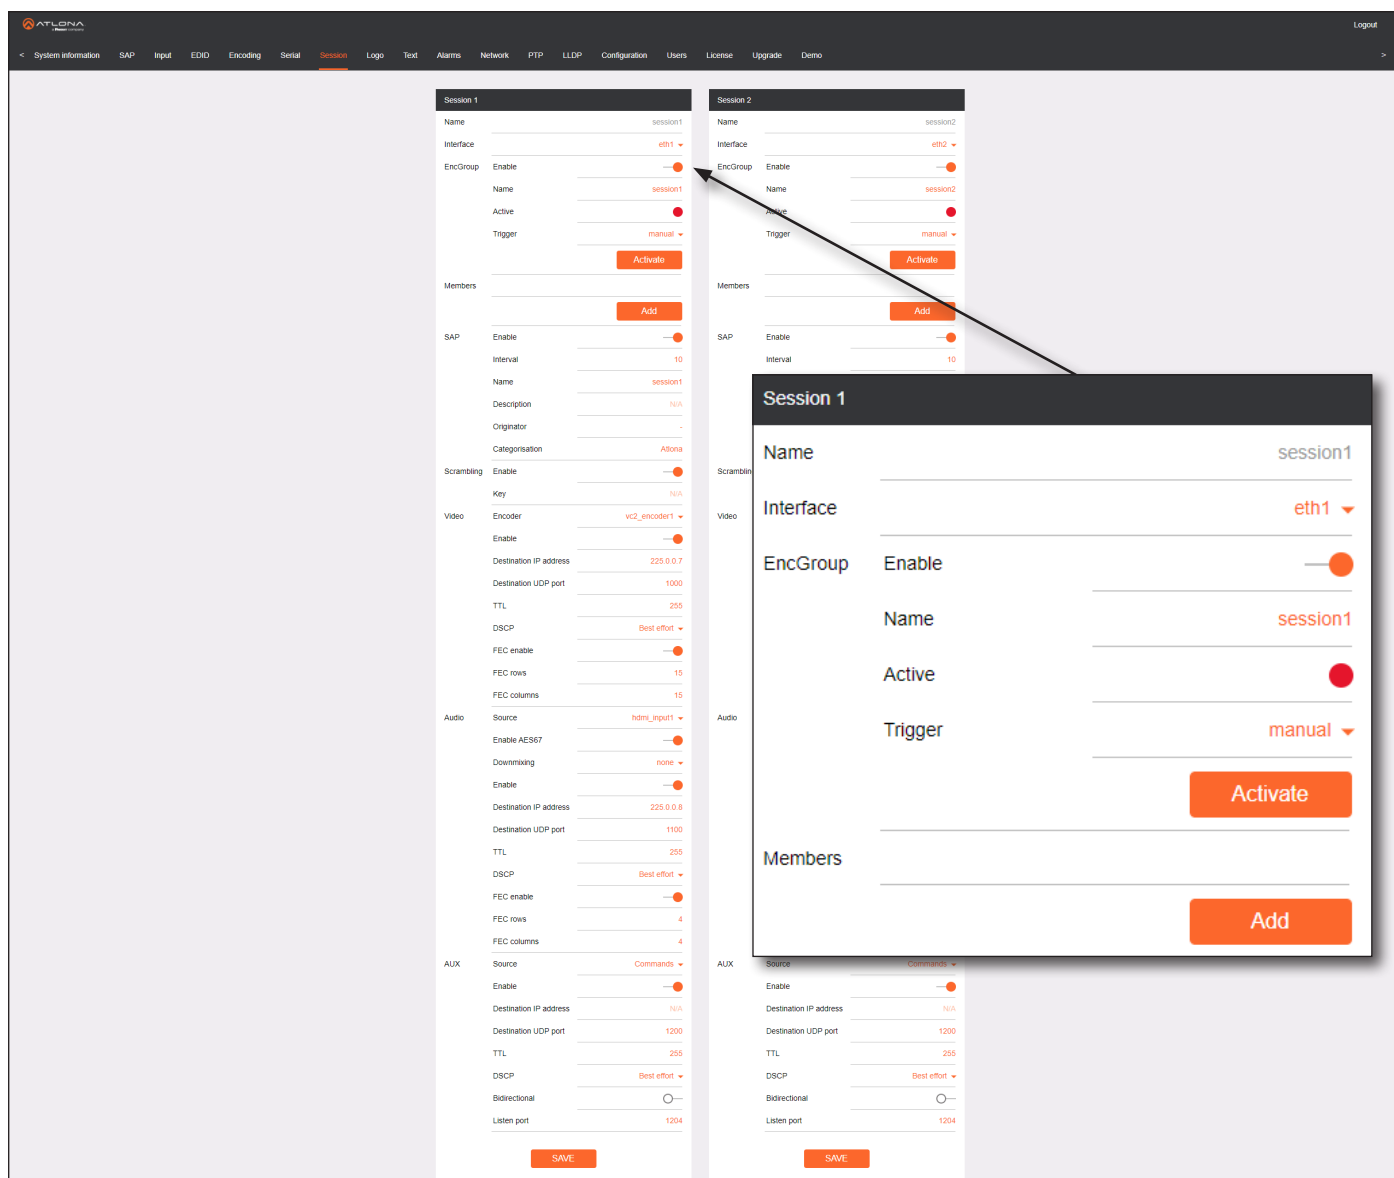 ATLONA
Logout
< System information SAP Input EDID Encoding Serial Session Logo Text Alarms Network PTP LLDP Configuration Users License Upgrade Demo >
Session 1
Name session1
Interface eth1
EncGroup Enable
Name session1
Active
Trigger manual
Activate
Members
Add
SAP Enable
Interval 10
Name session1
Description N/A
Originator -
Categorisation Atlona
Scrambling Enable
Key N/A
Video Encoder vc2_encoder1
Enable
Destination IP address 225.0.0.7
Destination UDP port 1000
TTL 255
DSCP Best effort
FEC enable
FEC rows 15
FEC columns 15
Audio Source hdmi_input1
Enable AES67
Downmixing none
Enable
Destination IP address 225.0.0.8
Destination UDP port 1100
TTL 255
DSCP Best effort
FEC enable
FEC rows 4
FEC columns 4
AUX Source Commands
Enable
Destination IP address N/A
Destination UDP port 1200
TTL 255
DSCP Best effort
Bidirectional
Listen port 1204
SAVE
Session 2
Name session2
Interface eth2
EncGroup Enable
Name session2
Active
Trigger manual
Activate
Members
Add
SAP Enable
Interval 10
Scramblin
Video
Audio
AUX Source Commands
Enable
Destination IP address N/A
Destination UDP port 1200
TTL 255
DSCP Best effort
Bidirectional
Listen port 1204
SAVE
Session 1
Name session1
Interface eth1
EncGroup Enable
Name session1
Active
Trigger manual
Activate
Members
Add